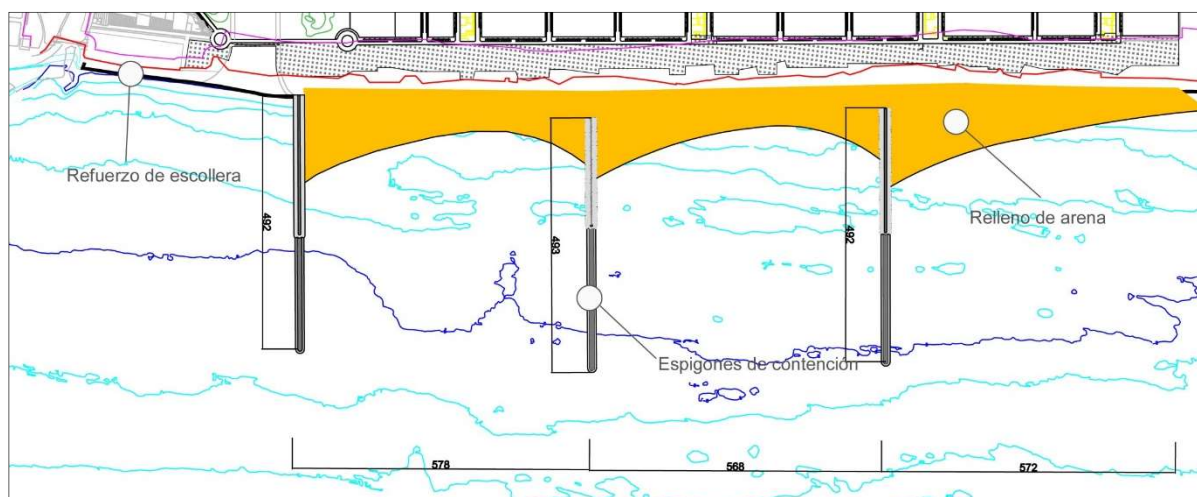 Refuerzo de escollera
492
493
492
Relleno de arena
Espigones de contención
578
568
572